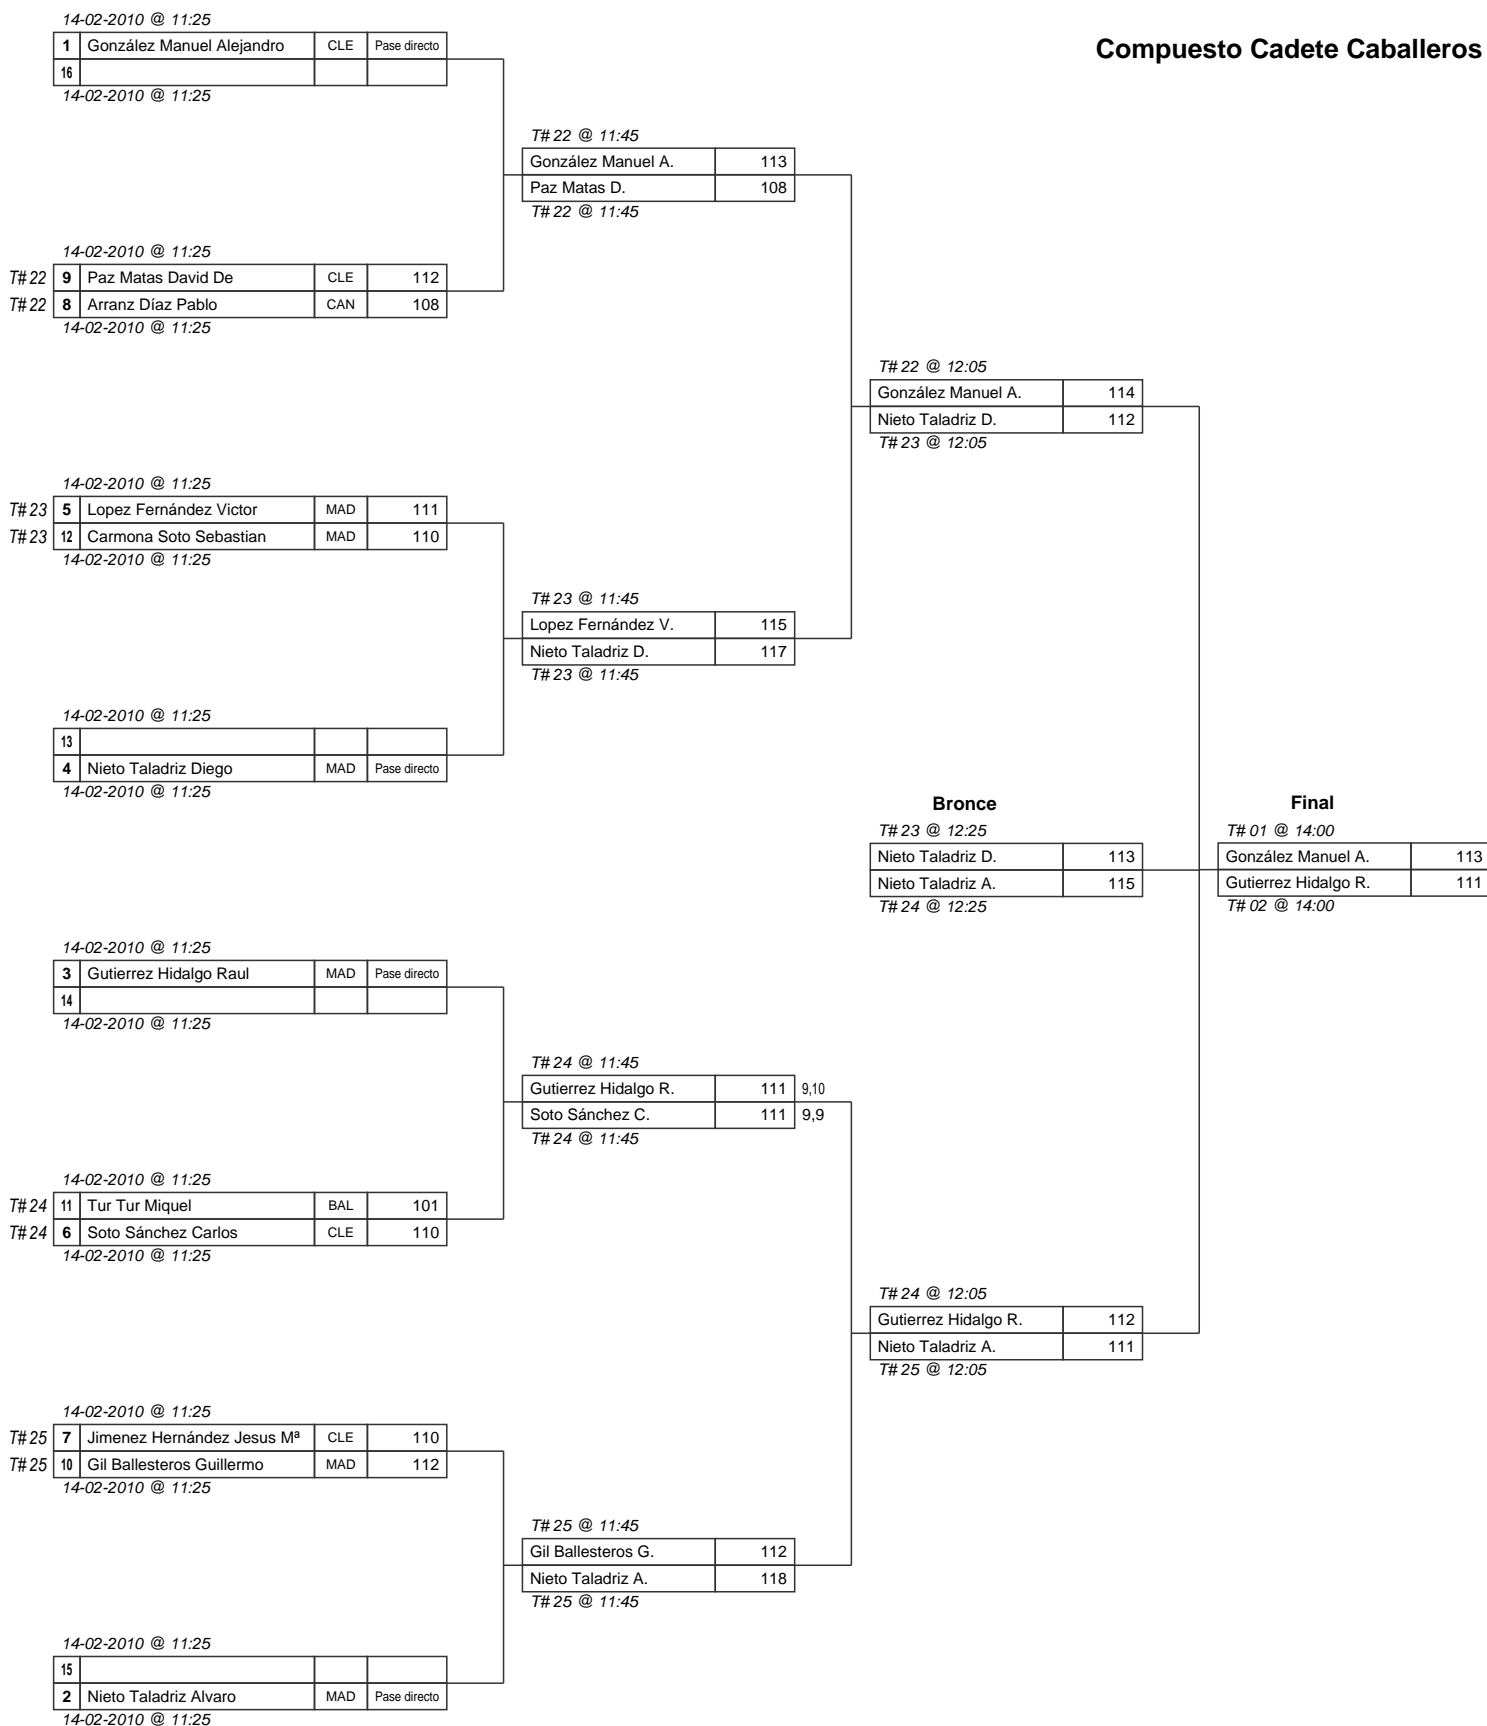 Compuesto Cadete Caballeros
14-02-2010 @ 11:25
1 González Manuel Alejandro CLE Pase directo
16
14-02-2010 @ 11:25
T# 22 @ 11:45
González Manuel A. 113
Paz Matas D. 108
T# 22 @ 11:45
14-02-2010 @ 11:25
T# 22 9 Paz Matas David De CLE 112
T# 22 8 Arranz Díaz Pablo CAN 108
14-02-2010 @ 11:25
T# 22 @ 12:05
González Manuel A. 114
Nieto Taladriz D. 112
T# 23 @ 12:05
14-02-2010 @ 11:25
T# 23 5 Lopez Fernández Victor MAD 111
T# 23 12 Carmona Soto Sebastian MAD 110
14-02-2010 @ 11:25
T# 23 @ 11:45
Lopez Fernández V. 115
Nieto Taladriz D. 117
T# 23 @ 11:45
14-02-2010 @ 11:25
13
4 Nieto Taladriz Diego MAD Pase directo
14-02-2010 @ 11:25
Bronce
T# 23 @ 12:25
Nieto Taladriz D. 113
Nieto Taladriz A. 115
T# 24 @ 12:25
Final
T# 01 @ 14:00
González Manuel A. 113
Gutierrez Hidalgo R. 111
T# 02 @ 14:00
14-02-2010 @ 11:25
3 Gutierrez Hidalgo Raul MAD Pase directo
14
14-02-2010 @ 11:25
T# 24 @ 11:45
Gutierrez Hidalgo R. 111 9,10
Soto Sánchez C. 111 9,9
T# 24 @ 11:45
14-02-2010 @ 11:25
T# 24 11 Tur Tur Miquel BAL 101
T# 24 6 Soto Sánchez Carlos CLE 110
14-02-2010 @ 11:25
T# 24 @ 12:05
Gutierrez Hidalgo R. 112
Nieto Taladriz A. 111
T# 25 @ 12:05
14-02-2010 @ 11:25
T# 25 7 Jimenez Hernández Jesus Mª CLE 110
T# 25 10 Gil Ballesteros Guillermo MAD 112
14-02-2010 @ 11:25
T# 25 @ 11:45
Gil Ballesteros G. 112
Nieto Taladriz A. 118
T# 25 @ 11:45
14-02-2010 @ 11:25
15
2 Nieto Taladriz Alvaro MAD Pase directo
14-02-2010 @ 11:25